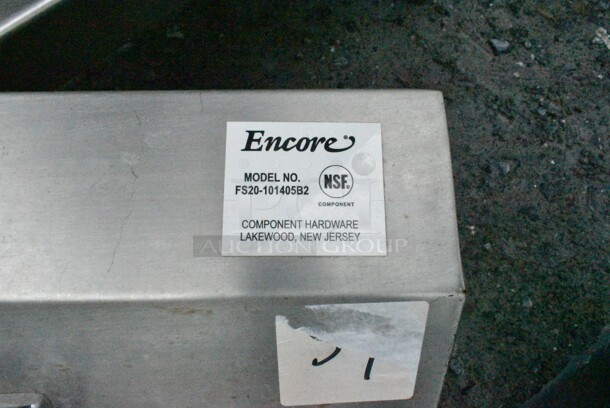 Encore®
MODEL NO.
FS20-101405B2
NSF®
COMPONENT
COMPONENT HARDWARE
LAKEWOOD, NEW JERSEY
AUCTION GROUP